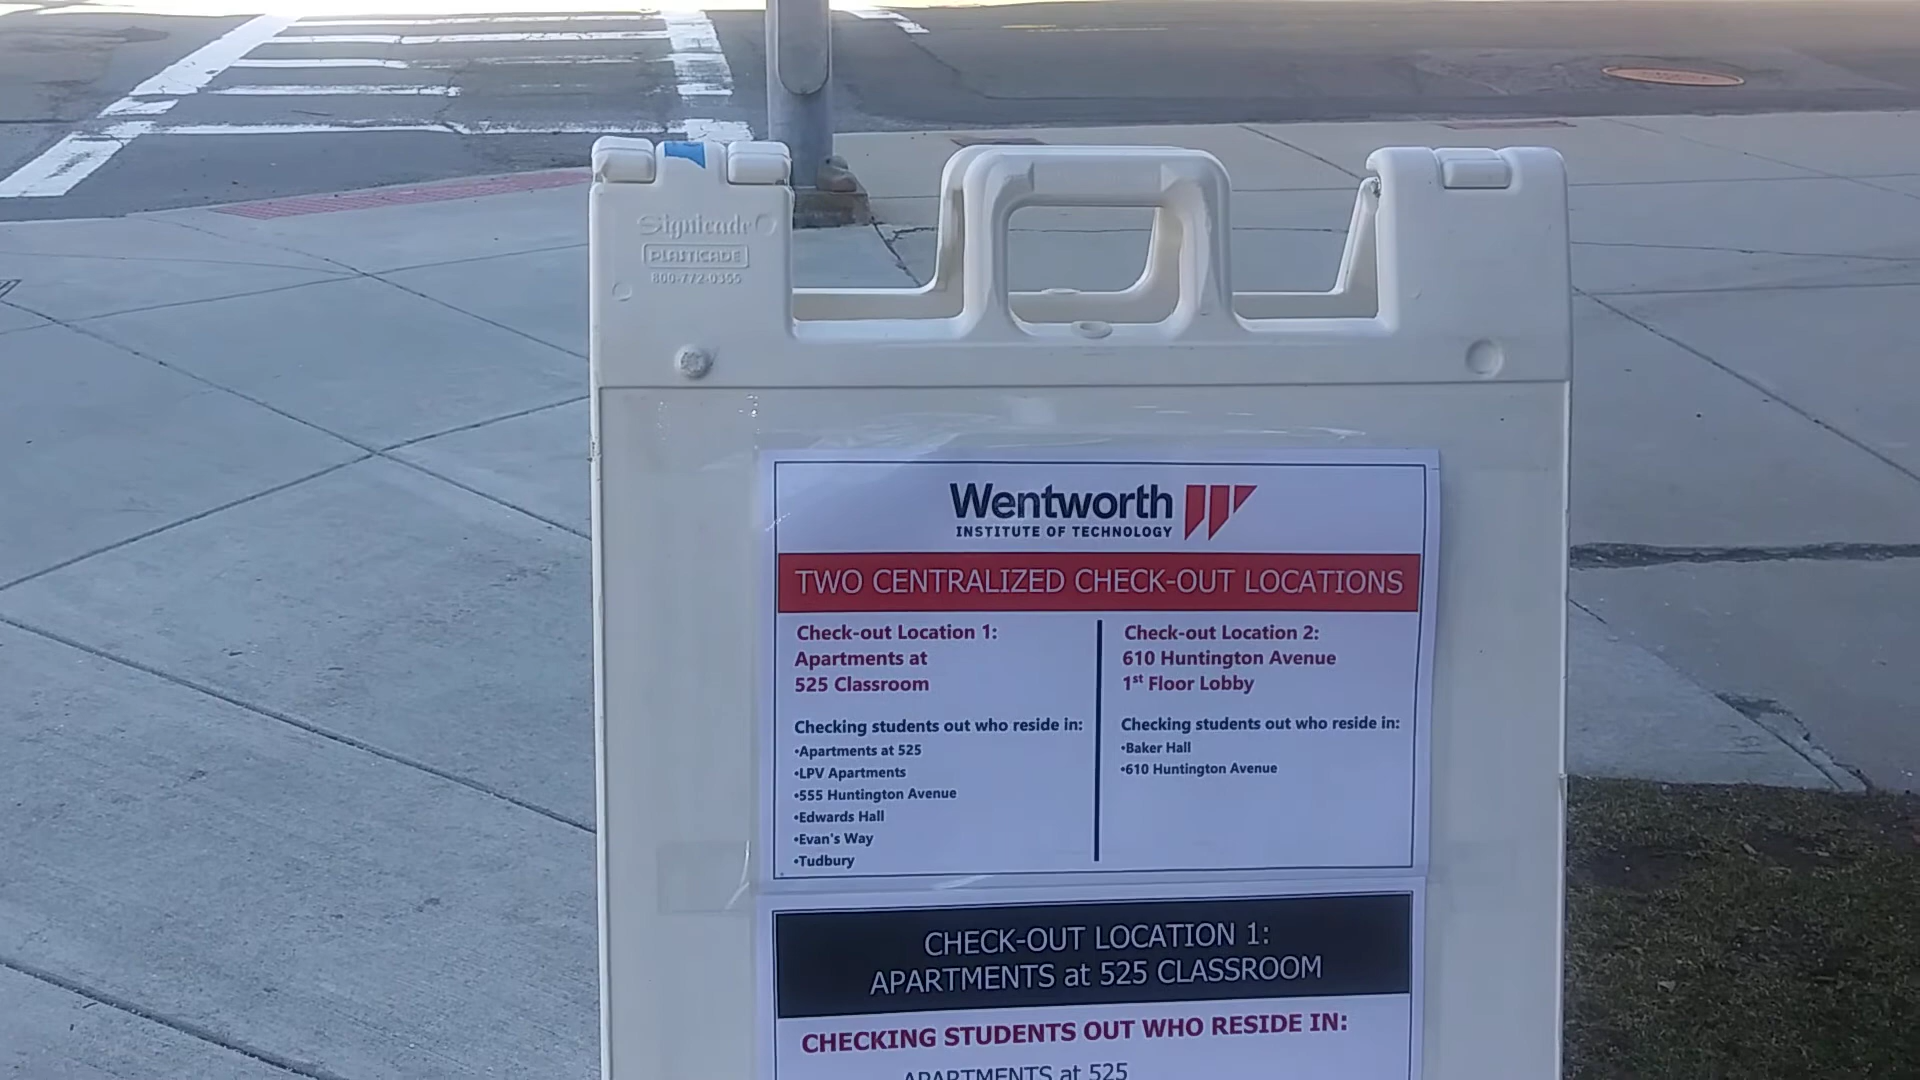 Signicade
PLASTICADE
800-772-0355
Wentworth
INSTITUTE OF TECHNOLOGY
TWO CENTRALIZED CHECK-OUT LOCATIONS
Check-out Location 1:
Apartments at
525 Classroom
Checking students out who reside in:
•Apartments at 525
•LPV Apartments
•555 Huntington Avenue
•Edwards Hall
•Evan's Way
•Tudbury
Check-out Location 2:
610 Huntington Avenue
1st Floor Lobby
Checking students out who reside in:
•Baker Hall
•610 Huntington Avenue
CHECK-OUT LOCATION 1:
APARTMENTS at 525 CLASSROOM
CHECKING STUDENTS OUT WHO RESIDE IN:
APARTMENTS at 525